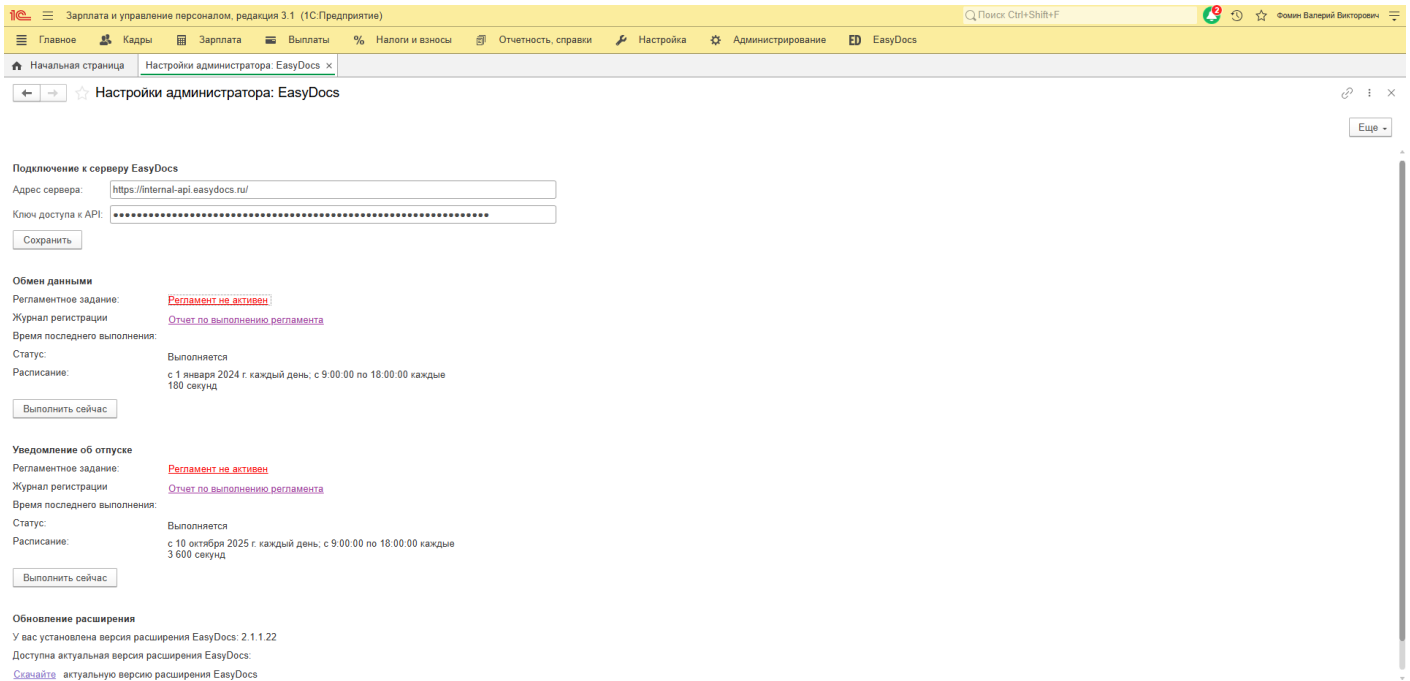 1С Зарплата и управление персоналом, редакция 3.1 (1С:Предприятие) Поиск Ctrl+Shift+F 2 Фомин Валерий Викторович
Главное Кадры Зарплата Выплаты % Налоги и взносы Отчетность, справки Настройка Администрирование ED EasyDocs
Начальная страница Настройки администратора: EasyDocs ×
Настройки администратора: EasyDocs
Еще
Подключение к серверу EasyDocs
Адрес сервера: https://internal-api.easydocs.ru/
Ключ доступа к API:
Сохранить
Обмен данными
Регламентное задание: Регламент не активен
Журнал регистрации Отчет по выполнению регламента
Время последнего выполнения:
Статус: Выполняется
Расписание: с 1 января 2024 г. каждый день; с 9:00:00 по 18:00:00 каждые
180 секунд
Выполнить сейчас
Уведомление об отпуске
Регламентное задание: Регламент не активен
Журнал регистрации Отчет по выполнению регламента
Время последнего выполнения:
Статус: Выполняется
Расписание: с 10 октября 2025 г. каждый день; с 9:00:00 по 18:00:00 каждые
3 600 секунд
Выполнить сейчас
Обновление расширения
У вас установлена версия расширения EasyDocs: 2.1.1.22
Доступна актуальная версия расширения EasyDocs:
Скачайте актуальную версию расширения EasyDocs